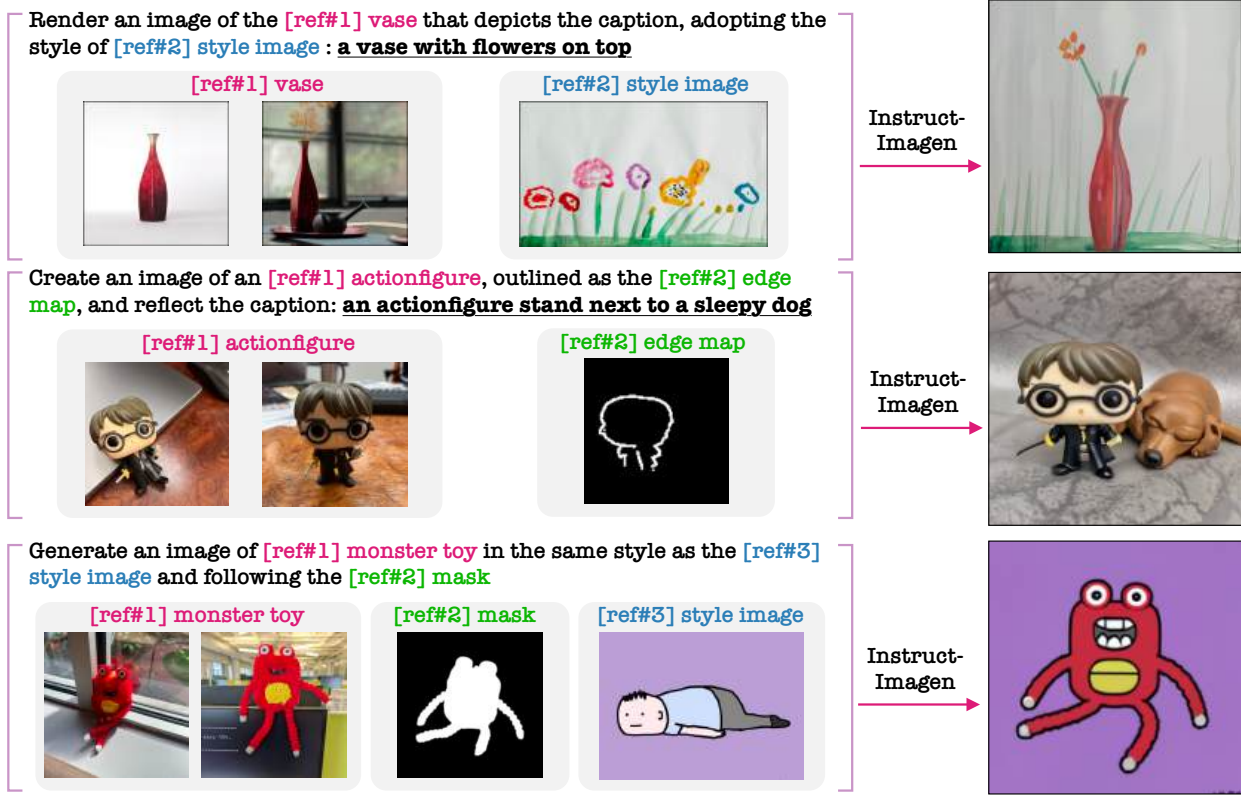 Render an image of the [ref#1] vase that depicts the caption, adopting the
style of [ref#2] style image : a vase with flowers on top
[ref#1] vase
[ref#2] style image
Instruct-
Imagen
Create an image of an [ref#1] actionfigure, outlined as the [ref#2] edge
map, and reflect the caption: an actionfigure stand next to a sleepy dog
[ref#1] actionfigure
[ref#2] edge map
Instruct-
Imagen
Generate an image of [ref#1] monster toy in the same style as the [ref#3]
style image and following the [ref#2] mask
[ref#1] monster toy
[ref#2] mask
[ref#3] style image
Instruct-
Imagen